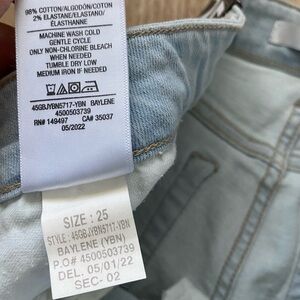 98% COTTON/ALGODÓN/COTON
2% ELASTANE/ELASTANO/
ÉLASTHANNE
MACHINE WASH COLD
GENTLE CYCLE
ONLY NON-CHLORINE BLEACH
WHEN NEEDED
TUMBLE DRY LOW
MEDIUM IRON IF NEEDED
45GBJYBN5717-YBN BAYLENE
4500503739
RN# 149497 CA# 35037
05/2022
SIZE : 25
STYLE : 45GBJYBN5717-YBN
BAYLENE (YBN)
P.O# 4500503739
DEL. 05/01/22
SEC- 02